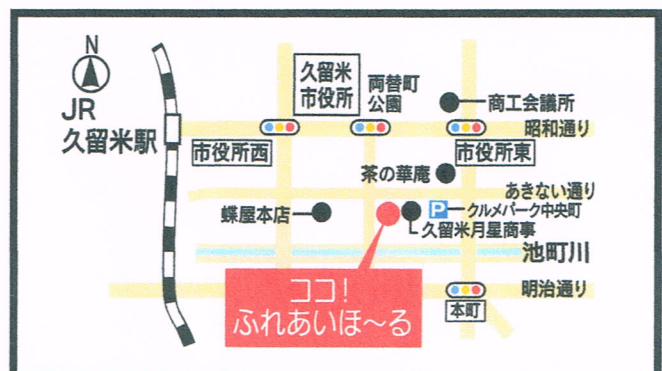 N
JR
久留米駅
久留米
市役所
両替町
公園
商工会議所
昭和通り
市役所西
市役所東
茶の華庵
あきない通り
蝶屋本店
P
クルメパーク中央町
久留米月星商事
池町川
ココ!
ふれあいほ～る
明治通り
本町